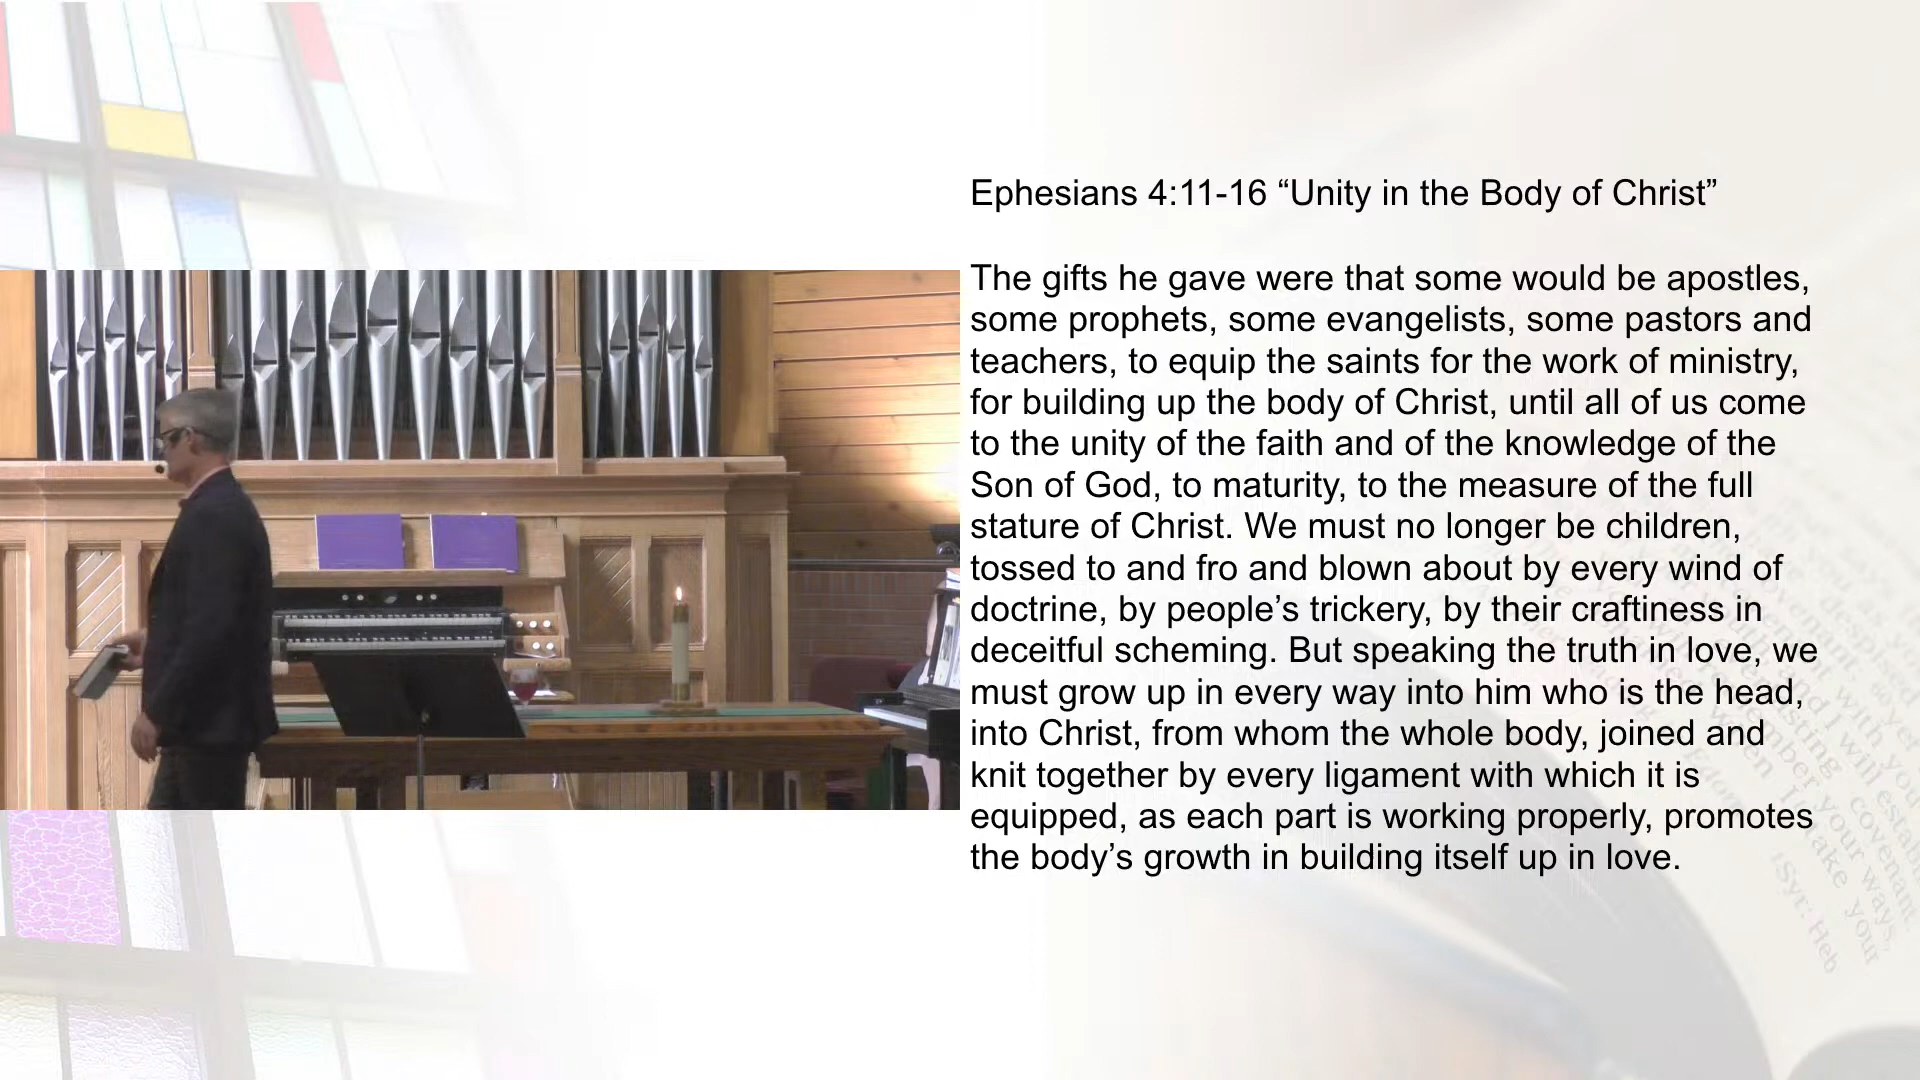 Ephesians 4:11-16 “Unity in the Body of Christ”
The gifts he gave were that some would be apostles,
some prophets, some evangelists, some pastors and
teachers, to equip the saints for the work of ministry,
for building up the body of Christ, until all of us come
to the unity of the faith and of the knowledge of the
Son of God, to maturity, to the measure of the full
stature of Christ. We must no longer be children,
tossed to and fro and blown about by every wind of
doctrine, by people’s trickery, by their craftiness in
deceitful scheming. But speaking the truth in love, we
must grow up in every way into him who is the head,
into Christ, from whom the whole body, joined and
knit together by every ligament with which it is
equipped, as each part is working properly, promotes
the body’s growth in building itself up in love.